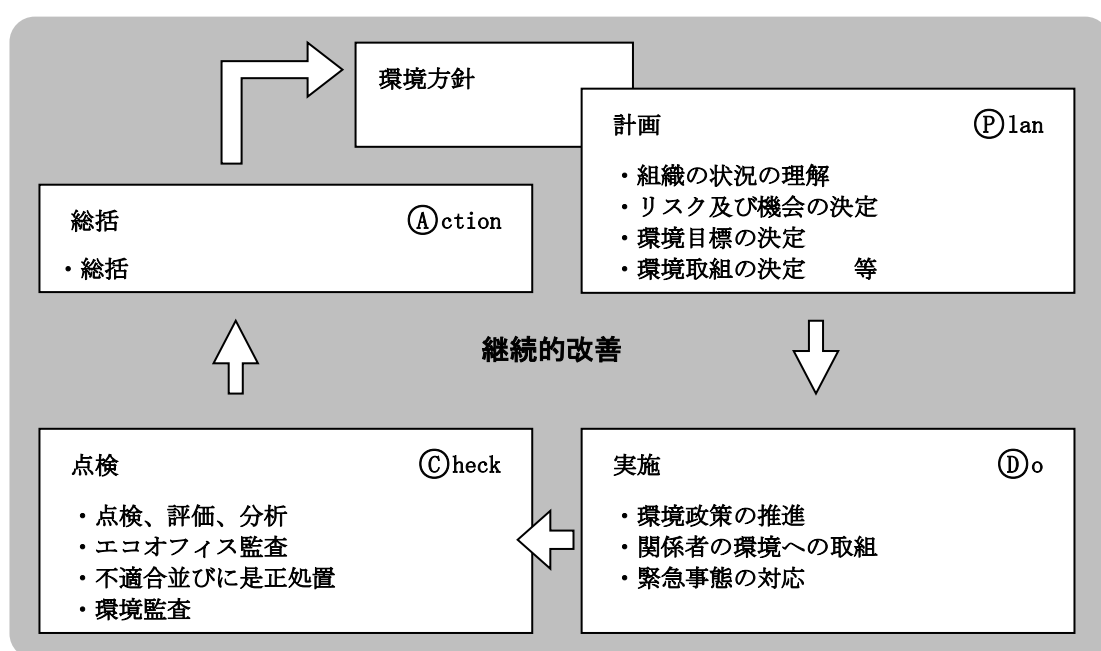 環境方針
計画 Ⓟlan
・組織の状況の理解
・リスク及び機会の決定
・環境目標の決定
・環境取組の決定　等
総括 Ⓐction
・総括
継続的改善
点検 Ⓒheck
・点検、評価、分析
・エコオフィス監査
・不適合並びに是正処置
・環境監査
実施 Ⓓo
・環境政策の推進
・関係者の環境への取組
・緊急事態の対応